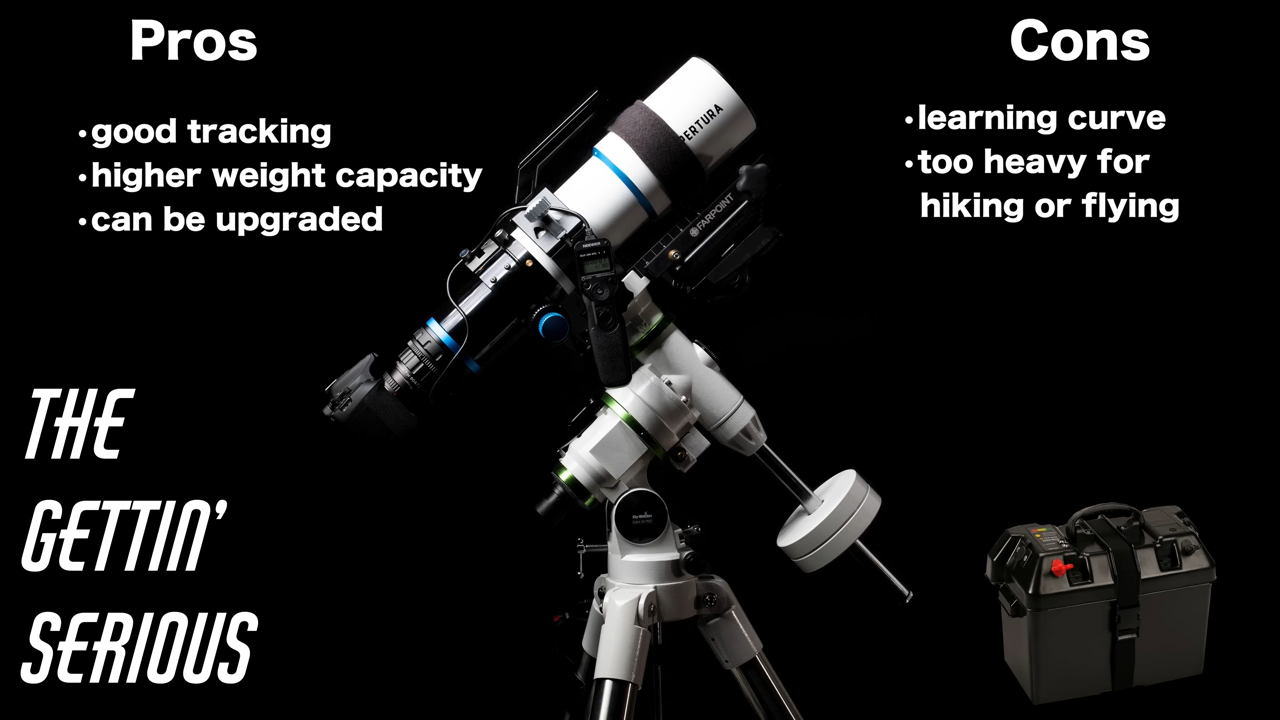 Pros
•good tracking
•higher weight capacity
•can be upgraded
Cons
•learning curve
•too heavy for
hiking or flying
PERTURA
FARPOINT
THE
GETTIN'
SERIOUS